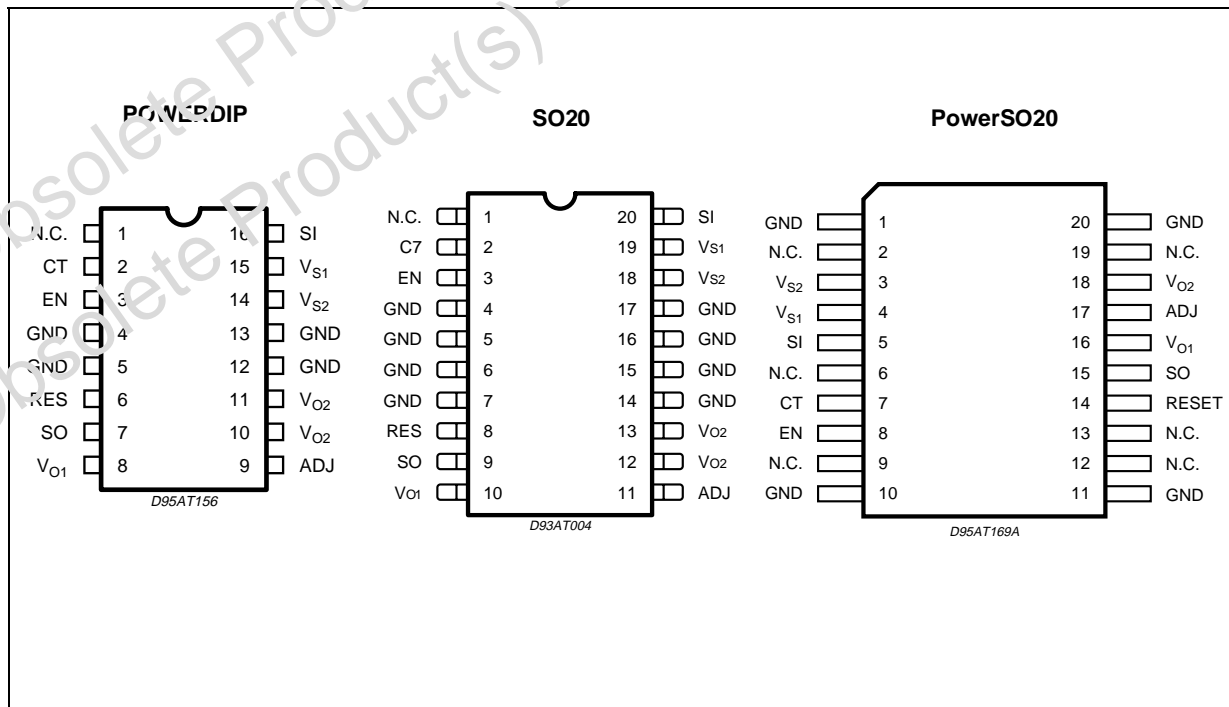 Obsolete Product(s)
Obsolete Product(s)
POWERDIP
N.C. 1 16 SI
CT 2 15 VS1
EN 3 14 VS2
GND 4 13 GND
GND 5 12 GND
RES 6 11 VO2
SO 7 10 VO2
VO1 8 9 ADJ
D95AT156
SO20
N.C. 1 20 SI
C7 2 19 VS1
EN 3 18 VS2
GND 4 17 GND
GND 5 16 GND
GND 6 15 GND
GND 7 14 GND
RES 8 13 VO2
SO 9 12 VO2
VO1 10 11 ADJ
D93AT004
PowerSO20
GND 1 20 GND
N.C. 2 19 N.C.
VS2 3 18 VO2
VS1 4 17 ADJ
SI 5 16 VO1
N.C. 6 15 SO
CT 7 14 RESET
EN 8 13 N.C.
N.C. 9 12 N.C.
GND 10 11 GND
D95AT169A